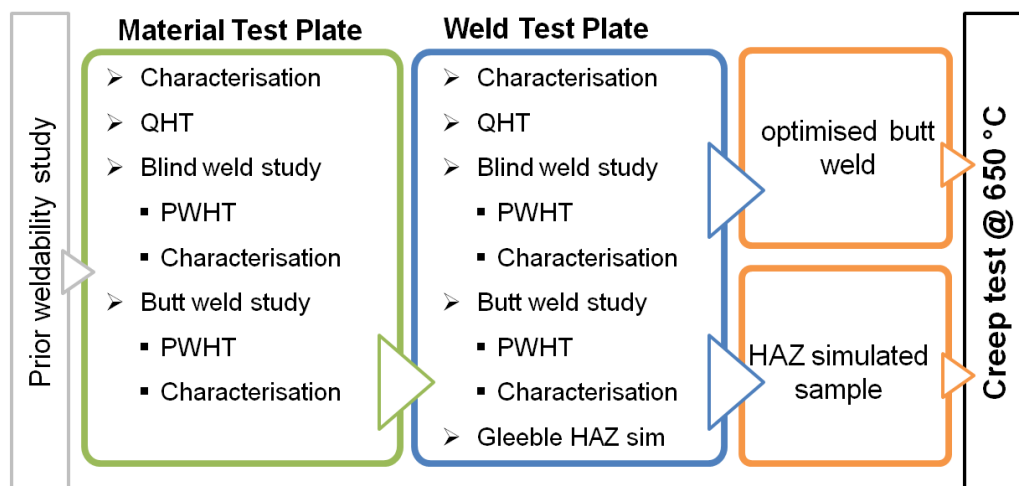 Prior weldability study
Material Test Plate
➢ Characterisation
➢ QHT
➢ Blind weld study
▪ PWHT
▪ Characterisation
➢ Butt weld study
▪ PWHT
▪ Characterisation
Weld Test Plate
➢ Characterisation
➢ QHT
➢ Blind weld study
▪ PWHT
▪ Characterisation
➢ Butt weld study
▪ PWHT
▪ Characterisation
➢ Gleeble HAZ sim
optimised butt
weld
HAZ simulated
sample
Creep test @ 650 °C